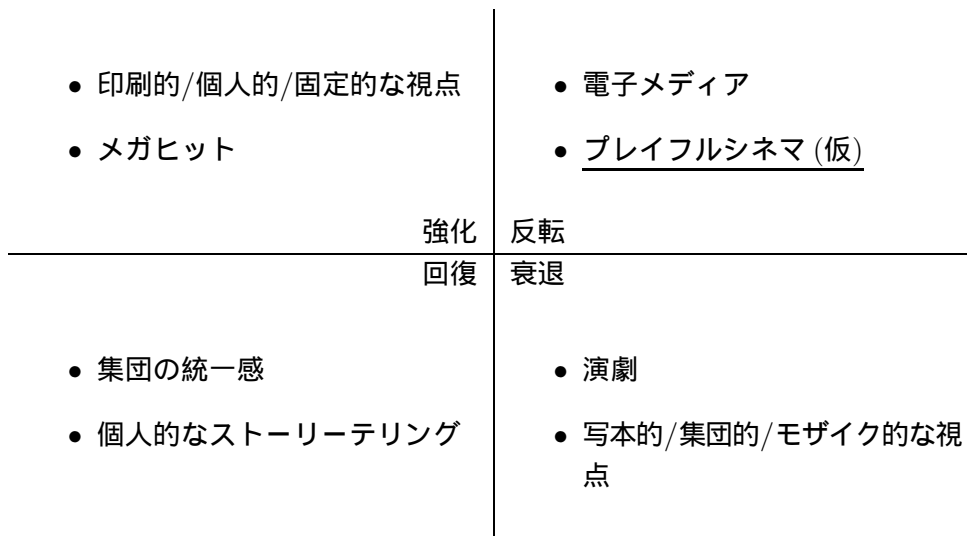 • 印刷的/個人的/固定的な視点
• メガヒット
• 電子メディア
• プレイフルシネマ (仮)
強化
反転
回復
衰退
• 集団の統一感
• 個人的なストーリーテリング
• 演劇
• 写本的/集団的/モザイク的な視
点